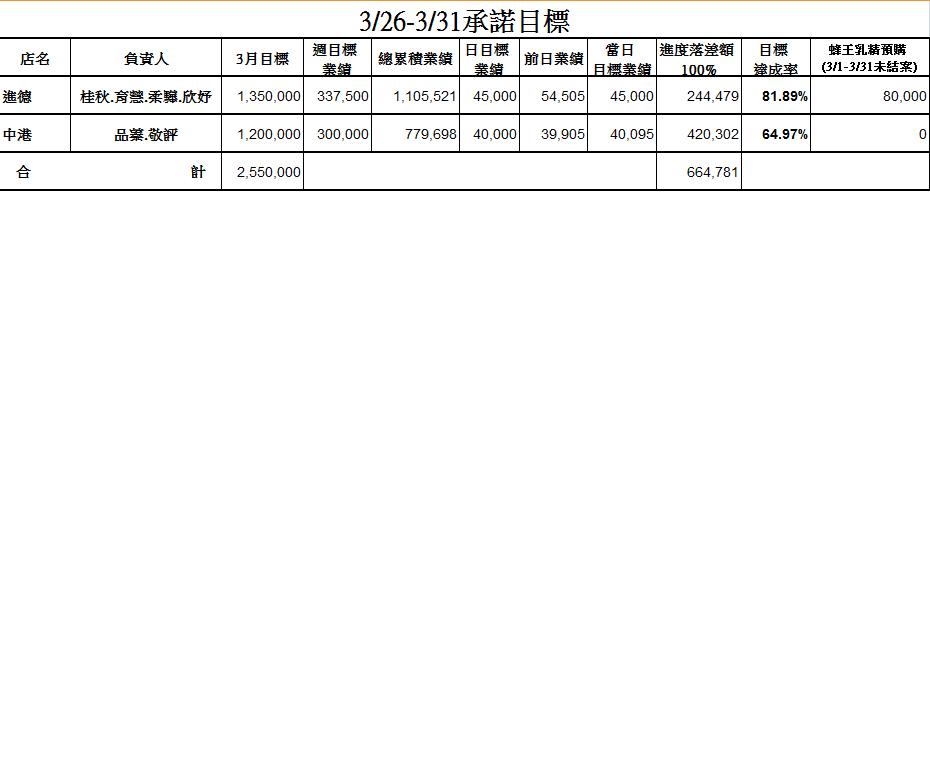 3/26-3/31承諾目標
店名 負責人 3月目標 週目標業績 總累積業績 日目標業績 前日業績 當日目標業績 進度落差額100% 目標達成率 蜂王乳精預購(3/1-3/31未結案)
進德 桂秋.育慧.柔驊.欣妤 1,350,000 337,500 1,105,521 45,000 54,505 45,000 244,479 81.89% 80,000
中港 品蓁.敬評 1,200,000 300,000 779,698 40,000 39,905 40,095 420,302 64.97% 0
合 計 2,550,000 664,781